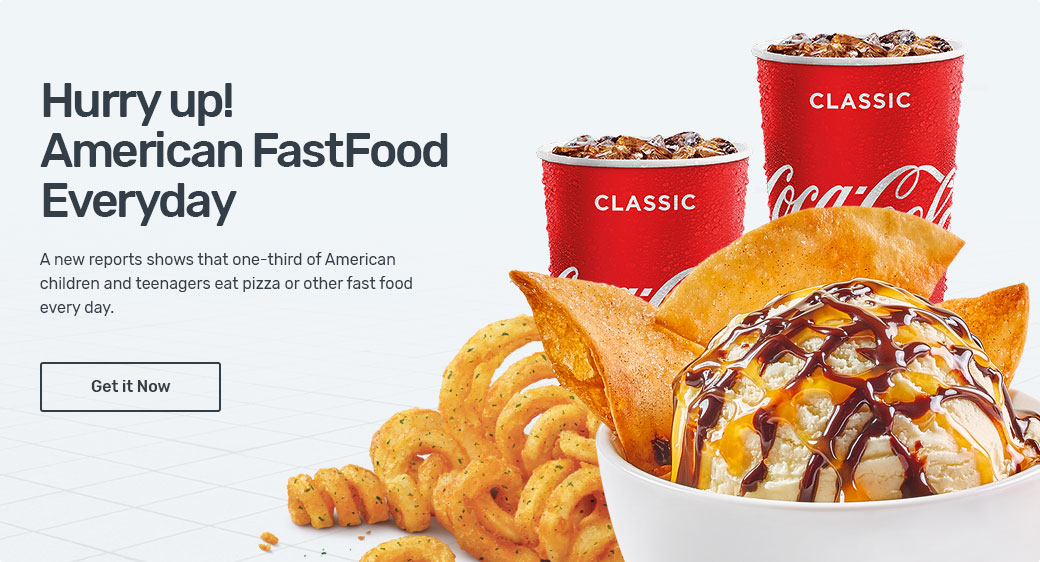 Hurry up!
American FastFood
Everyday
A new reports shows that one-third of American
children and teenagers eat pizza or other fast food
every day.
Get it Now
CLASSIC
Coca-Cola
CLASSIC